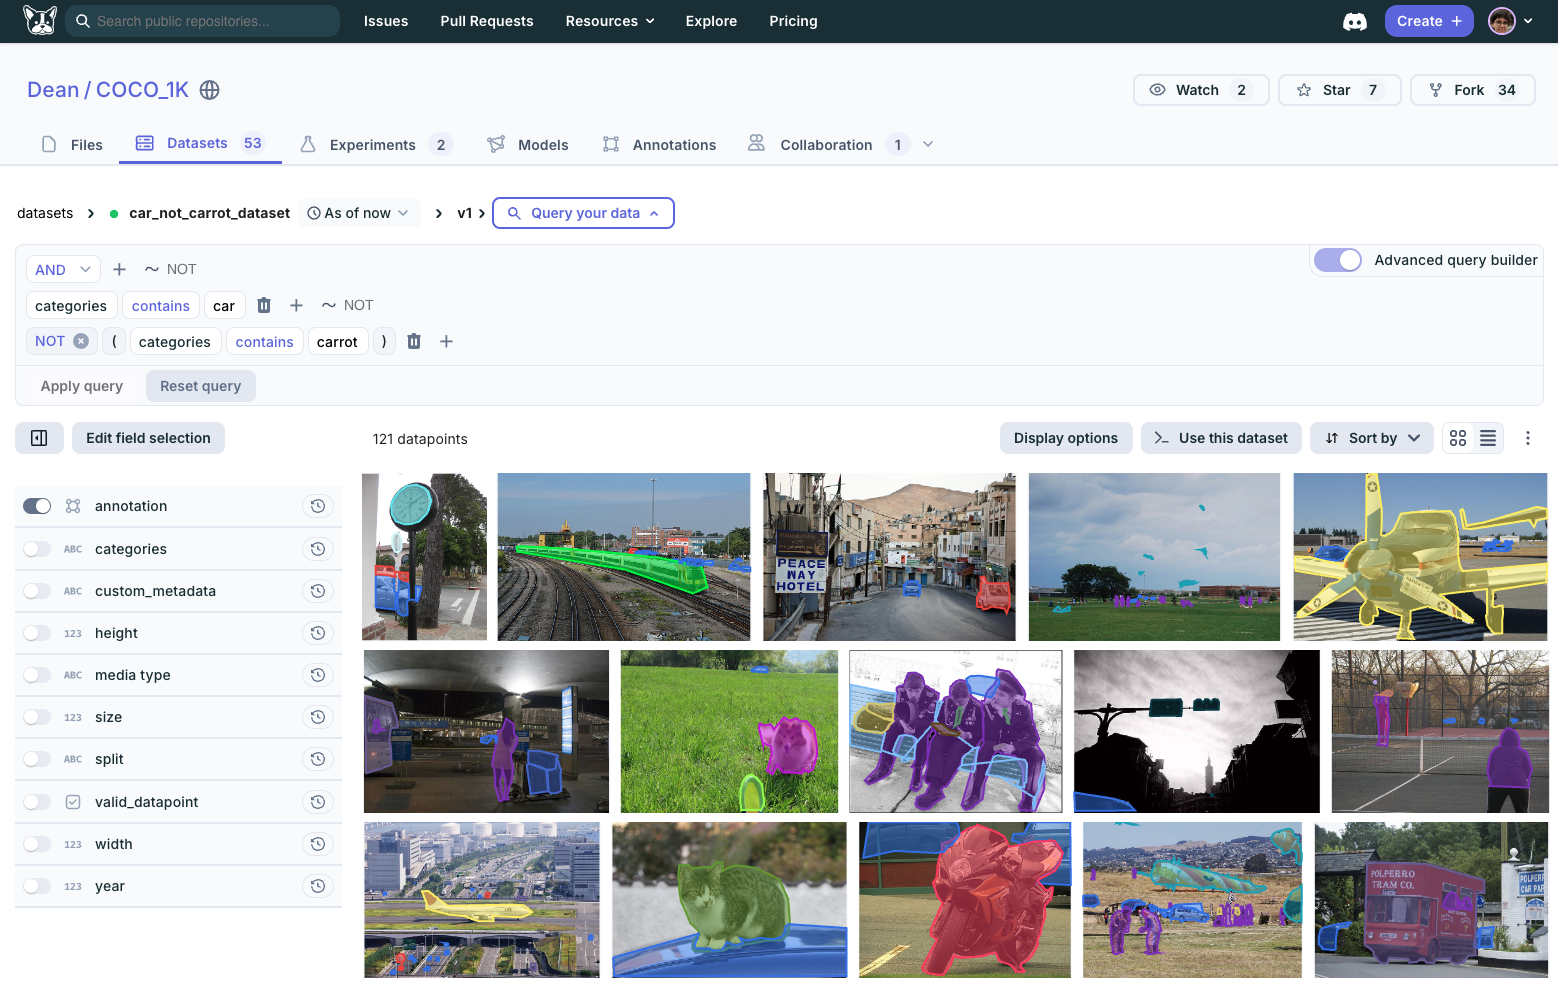 Search public repositories... Issues Pull Requests Resources Explore Pricing Create +
Dean / COCO_1K Watch 2 Star 7 Fork 34
Files Datasets 53 Experiments 2 Models Annotations Collaboration 1
datasets > car_not_carrot_dataset As of now > v1 > Query your data
AND + ~ NOT Advanced query builder
categories contains car + ~ NOT
NOT ( categories contains carrot ) +
Apply query Reset query
Edit field selection 121 datapoints Display options Use this dataset Sort by
annotation
ABC categories
ABC custom_metadata
123 height
ABC media type
123 size
ABC split
valid_datapoint
123 width
123 year
PEACE
WAY
HOTEL
POLPERRO
TRAM CO.
POLPERR
CAR PAR